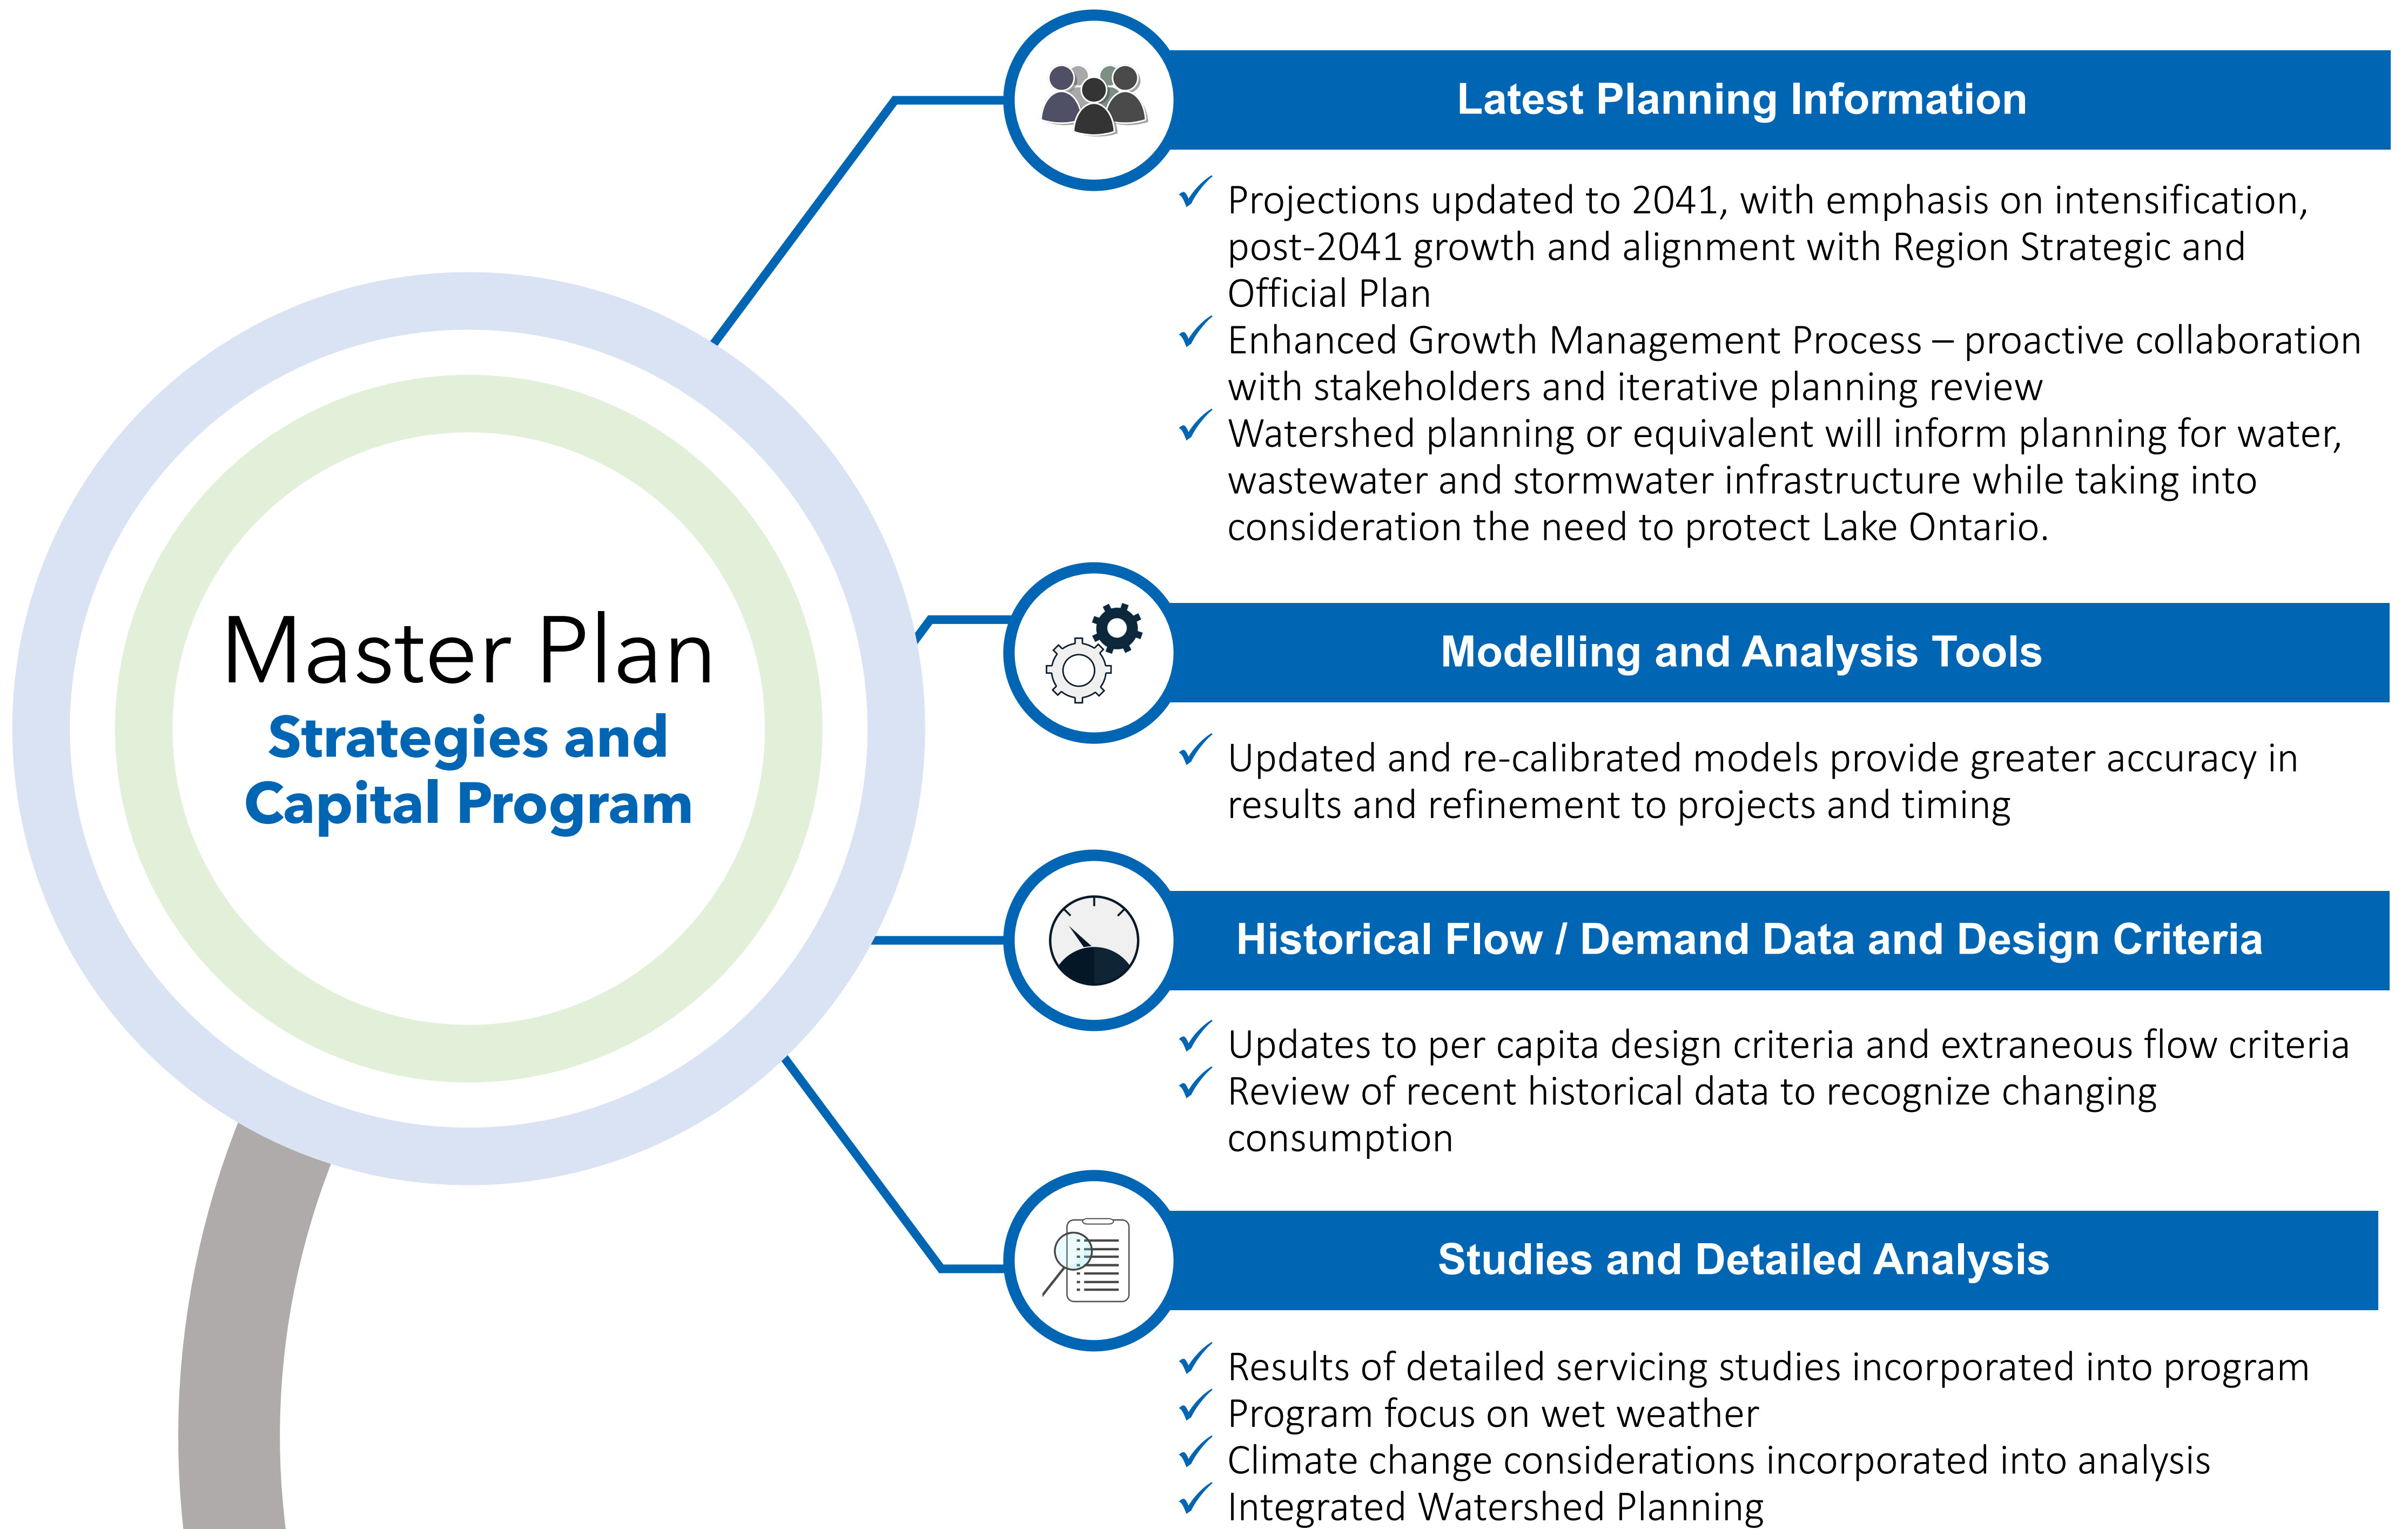 Master Plan
Strategies and
Capital Program
Latest Planning Information
✓ Projections updated to 2041, with emphasis on intensification,
post-2041 growth and alignment with Region Strategic and
Official Plan
✓ Enhanced Growth Management Process – proactive collaboration
with stakeholders and iterative planning review
✓ Watershed planning or equivalent will inform planning for water,
wastewater and stormwater infrastructure while taking into
consideration the need to protect Lake Ontario.
Modelling and Analysis Tools
✓ Updated and re-calibrated models provide greater accuracy in
results and refinement to projects and timing
Historical Flow / Demand Data and Design Criteria
✓ Updates to per capita design criteria and extraneous flow criteria
✓ Review of recent historical data to recognize changing
consumption
Studies and Detailed Analysis
✓ Results of detailed servicing studies incorporated into program
✓ Program focus on wet weather
✓ Climate change considerations incorporated into analysis
✓ Integrated Watershed Planning